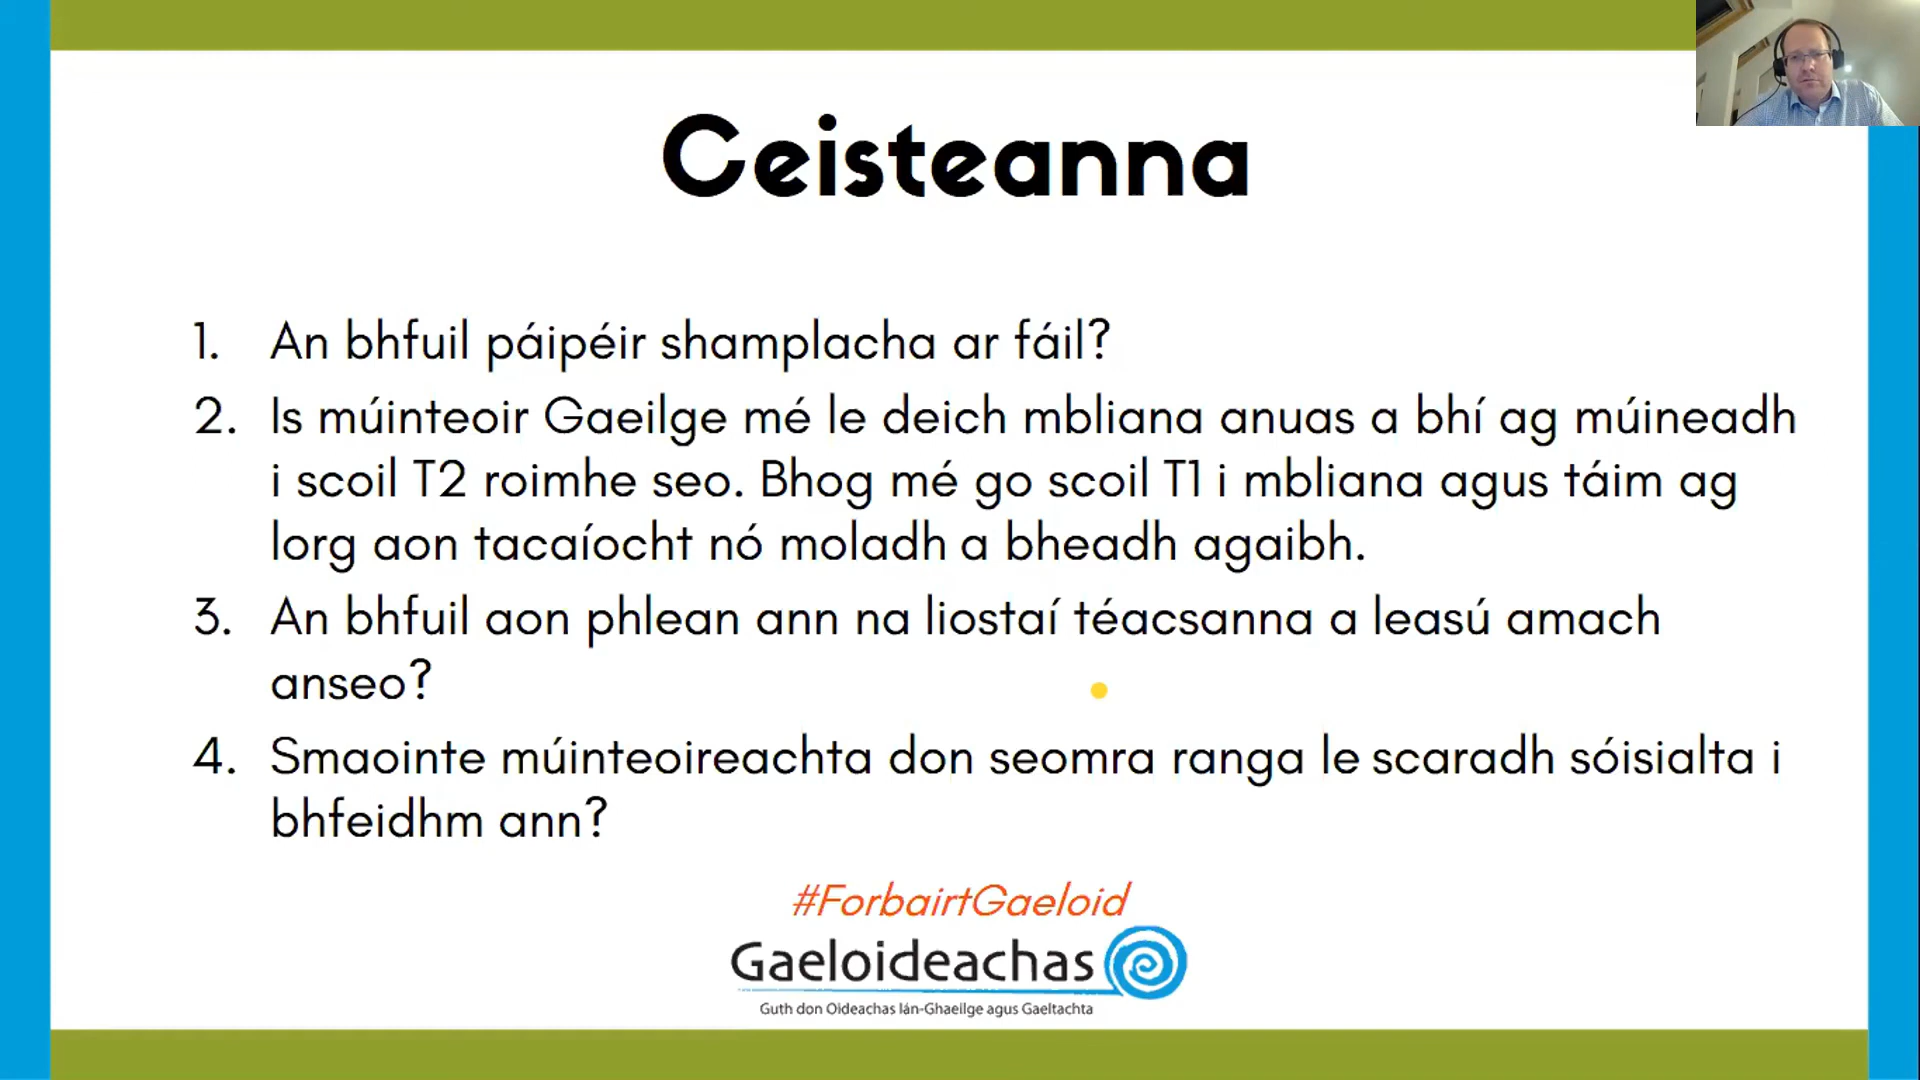 Ceisteanna
1. An bhfuil páipéir shamplacha ar fáil?
2. Is múinteoir Gaeilge mé le deich mbliana anuas a bhí ag múineadh
i scoil T2 roimhe seo. Bhog mé go scoil T1 i mbliana agus táim ag
lorg aon tacaíocht nó moladh a bheadh agaibh.
3. An bhfuil aon phlean ann na liostaí téacsanna a leasú amach
anseo?
4. Smaointe múinteoireachta don seomra ranga le scaradh sóisialta i
bhfeidhm ann?
#ForbairtGaeloid
Gaeloideachas
Guth don Oideachas lán-Ghaeilge agus Gaeltachta